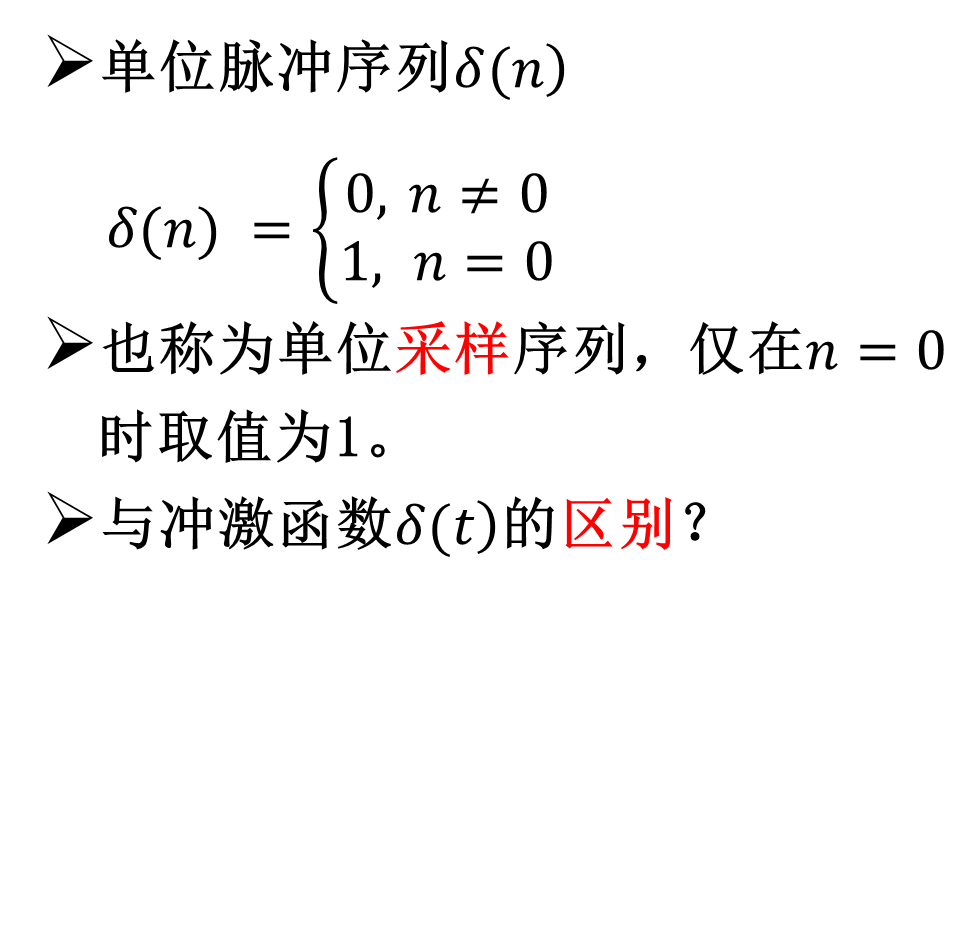 ➢单位脉冲序列δ(n)
δ(n) = {0, n ≠ 0
1, n = 0
➢也称为单位采样序列，仅在n = 0
时取值为1。
➢与冲激函数δ(t)的区别？